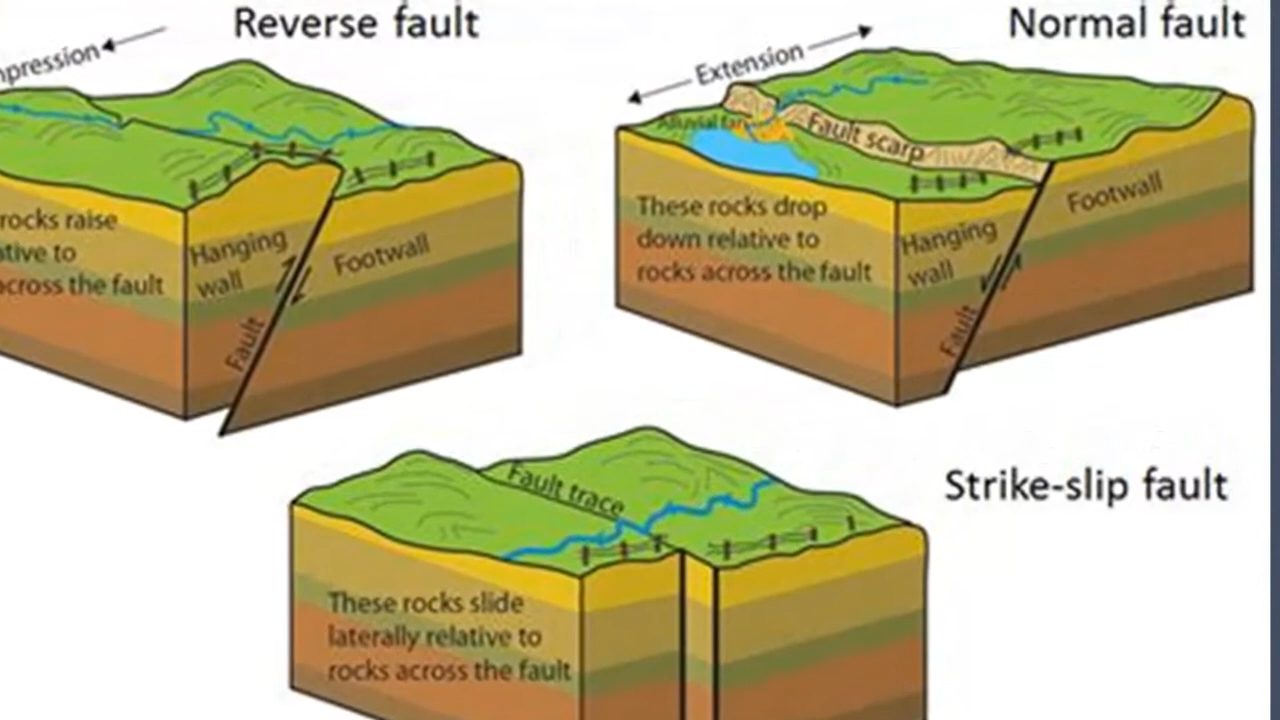 Reverse fault
mpression
rocks raise
ative to
across the fault
Hanging
wall
Footwall
Fault
Normal fault
Extension
Alluvial fan
Fault scarp
These rocks drop
down relative to
rocks across the fault
Hanging
wall
Footwall
Fault
Strike-slip fault
Fault trace
These rocks slide
laterally relative to
rocks across the fault